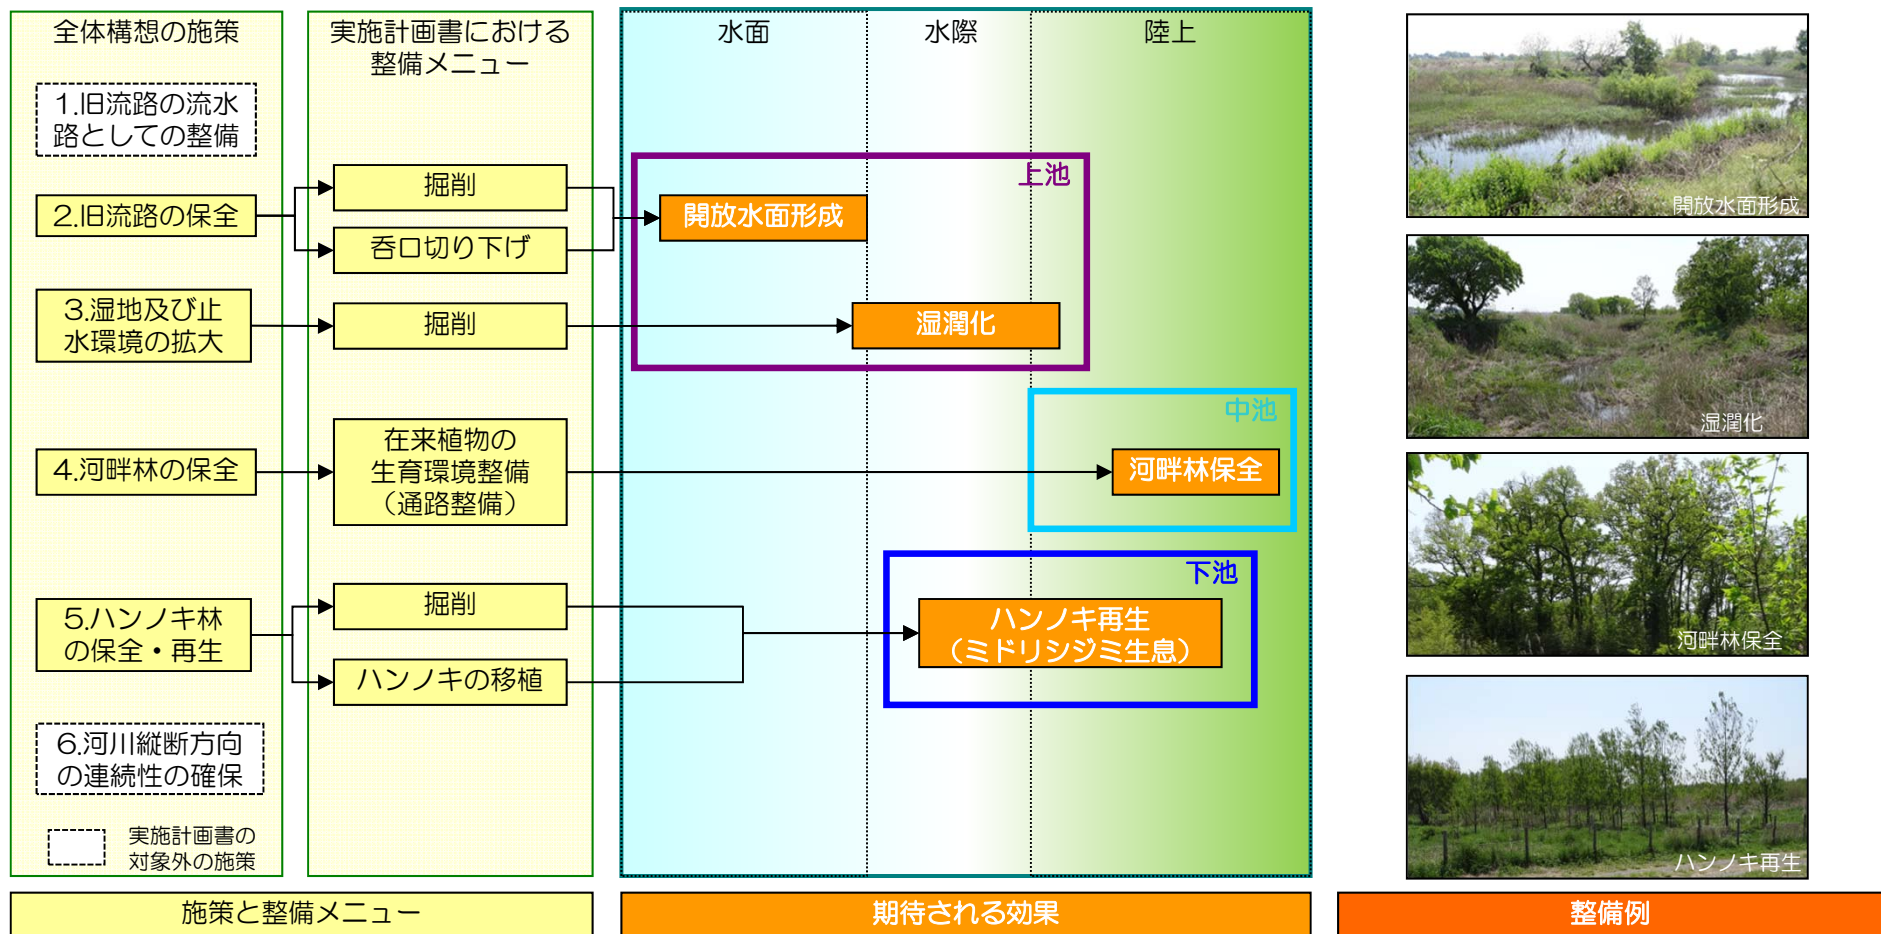 全体構想の施策
1.旧流路の流水
路としての整備
2.旧流路の保全
3.湿地及び止
水環境の拡大
4.河畔林の保全
5.ハンノキ林
の保全・再生
6.河川縦断方向
の連続性の確保
実施計画書の
対象外の施策
実施計画書における
整備メニュー
掘削
呑口切り下げ
掘削
在来植物の
生育環境整備
（通路整備）
掘削
ハンノキの移植
施策と整備メニュー
水面
水際
陸上
上池
開放水面形成
湿潤化
中池
河畔林保全
下池
ハンノキ再生
（ミドリシジミ生息）
期待される効果
開放水面形成
湿潤化
河畔林保全
ハンノキ再生
整備例